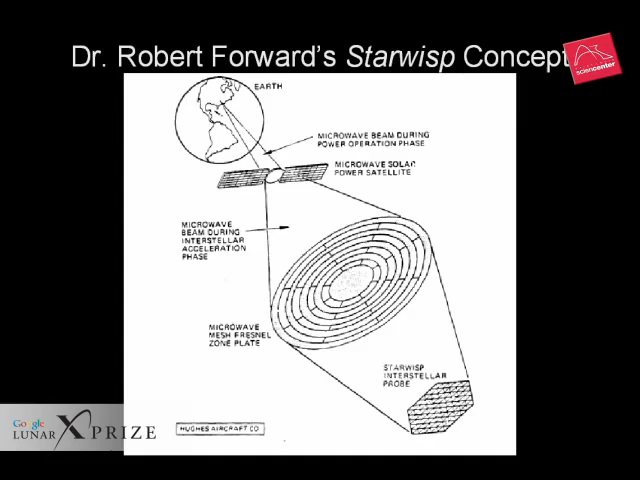 Dr. Robert Forward's Starwisp Concept
sciencenter
EARTH
MICROWAVE BEAM DURING
POWER OPERATION PHASE
MICROWAVE SOLAR
POWER SATELLITE
MICROWAVE
BEAM DURING
INTERSTELLAR
ACCELERATION
PHASE
MICROWAVE
MESH FRESNEL
ZONE PLATE
STARWISP
INTERSTELLAR
PROBE
Google
LUNAR X PRIZE
HUGHES AIRCRAFT CO